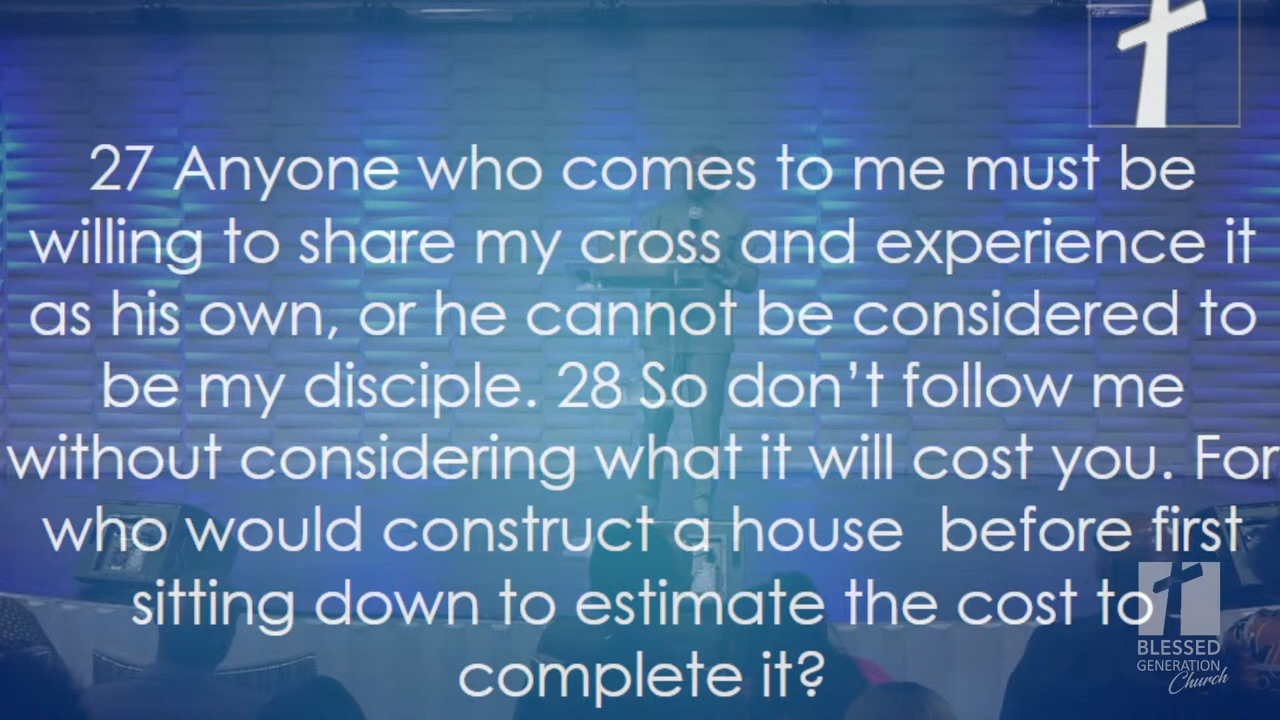 27 Anyone who comes to me must be
willing to share my cross and experience it
as his own, or he cannot be considered to
be my disciple. 28 So don’t follow me
without considering what it will cost you. For
who would construct a house  before first
sitting down to estimate the cost to
complete it?
BLESSED
GENERATION
Church